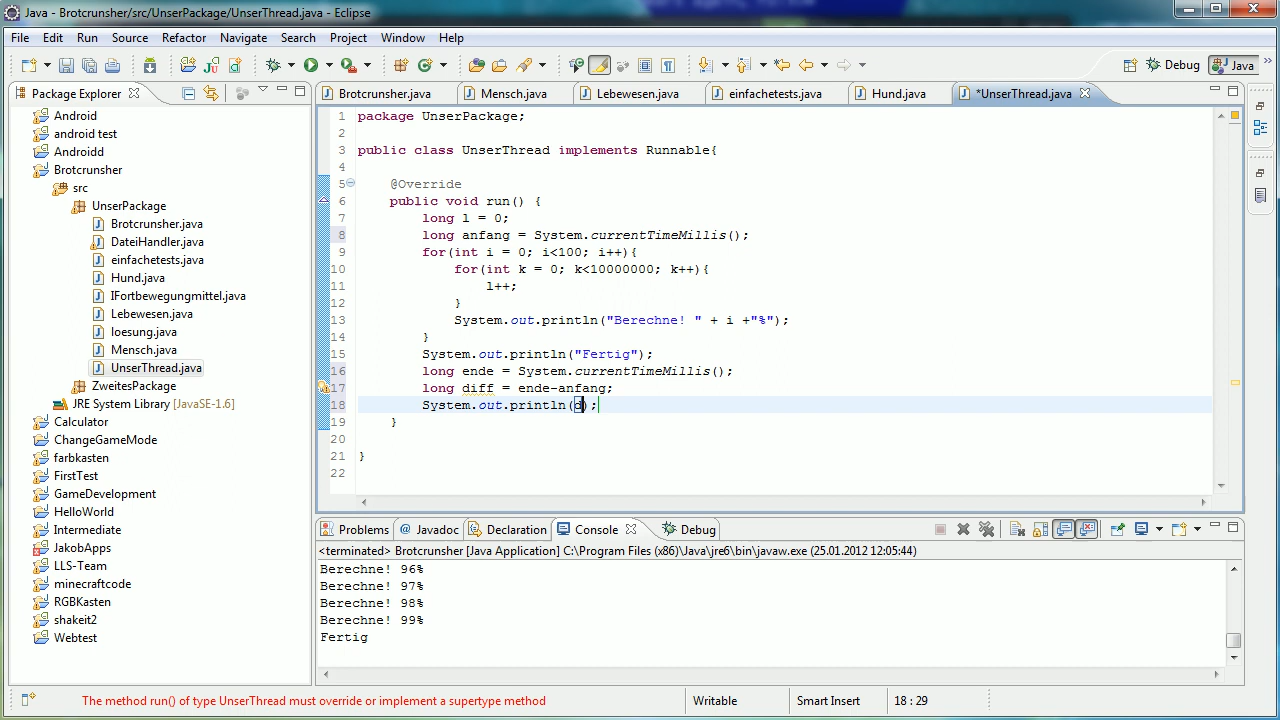 Java - Brotcrunsher/src/UnserPackage/UnserThread.java - Eclipse
File Edit Run Source Refactor Navigate Search Project Window Help
Debug Java
Package Explorer
Android
android test
Androidd
Brotcrunsher
src
UnserPackage
Brotcrunsher.java
DateiHandler.java
einfachetests.java
Hund.java
IFortbewegungmittel.java
Lebewesen.java
loesung.java
Mensch.java
UnserThread.java
ZweitesPackage
JRE System Library [JavaSE-1.6]
Calculator
ChangeGameMode
farbkasten
FirstTest
GameDevelopment
HelloWorld
Intermediate
JakobApps
LLS-Team
minecraftcode
RGBKasten
shakeit2
Webtest
Brotcrunsher.java Mensch.java Lebewesen.java einfachetests.java Hund.java *UnserThread.java
1 package UnserPackage;
2
3 public class UnserThread implements Runnable{
4
5 @Override
6 public void run() {
7 long l = 0;
8 long anfang = System.currentTimeMillis();
9 for(int i = 0; i<100; i++){
10 for(int k = 0; k<10000000; k++){
11 l++;
12 }
13 System.out.println("Berechne! " + i +"%");
14 }
15 System.out.println("Fertig");
16 long ende = System.currentTimeMillis();
17 long diff = ende-anfang;
18 System.out.println(d);
19 }
20
21 }
22
Problems @ Javadoc Declaration Console Debug
<terminated> Brotcrunsher [Java Application] C:\Program Files (x86)\Java\jre6\bin\javaw.exe (25.01.2012 12:05:44)
Berechne! 96%
Berechne! 97%
Berechne! 98%
Berechne! 99%
Fertig
The method run() of type UnserThread must override or implement a supertype method Writable Smart Insert 18 : 29